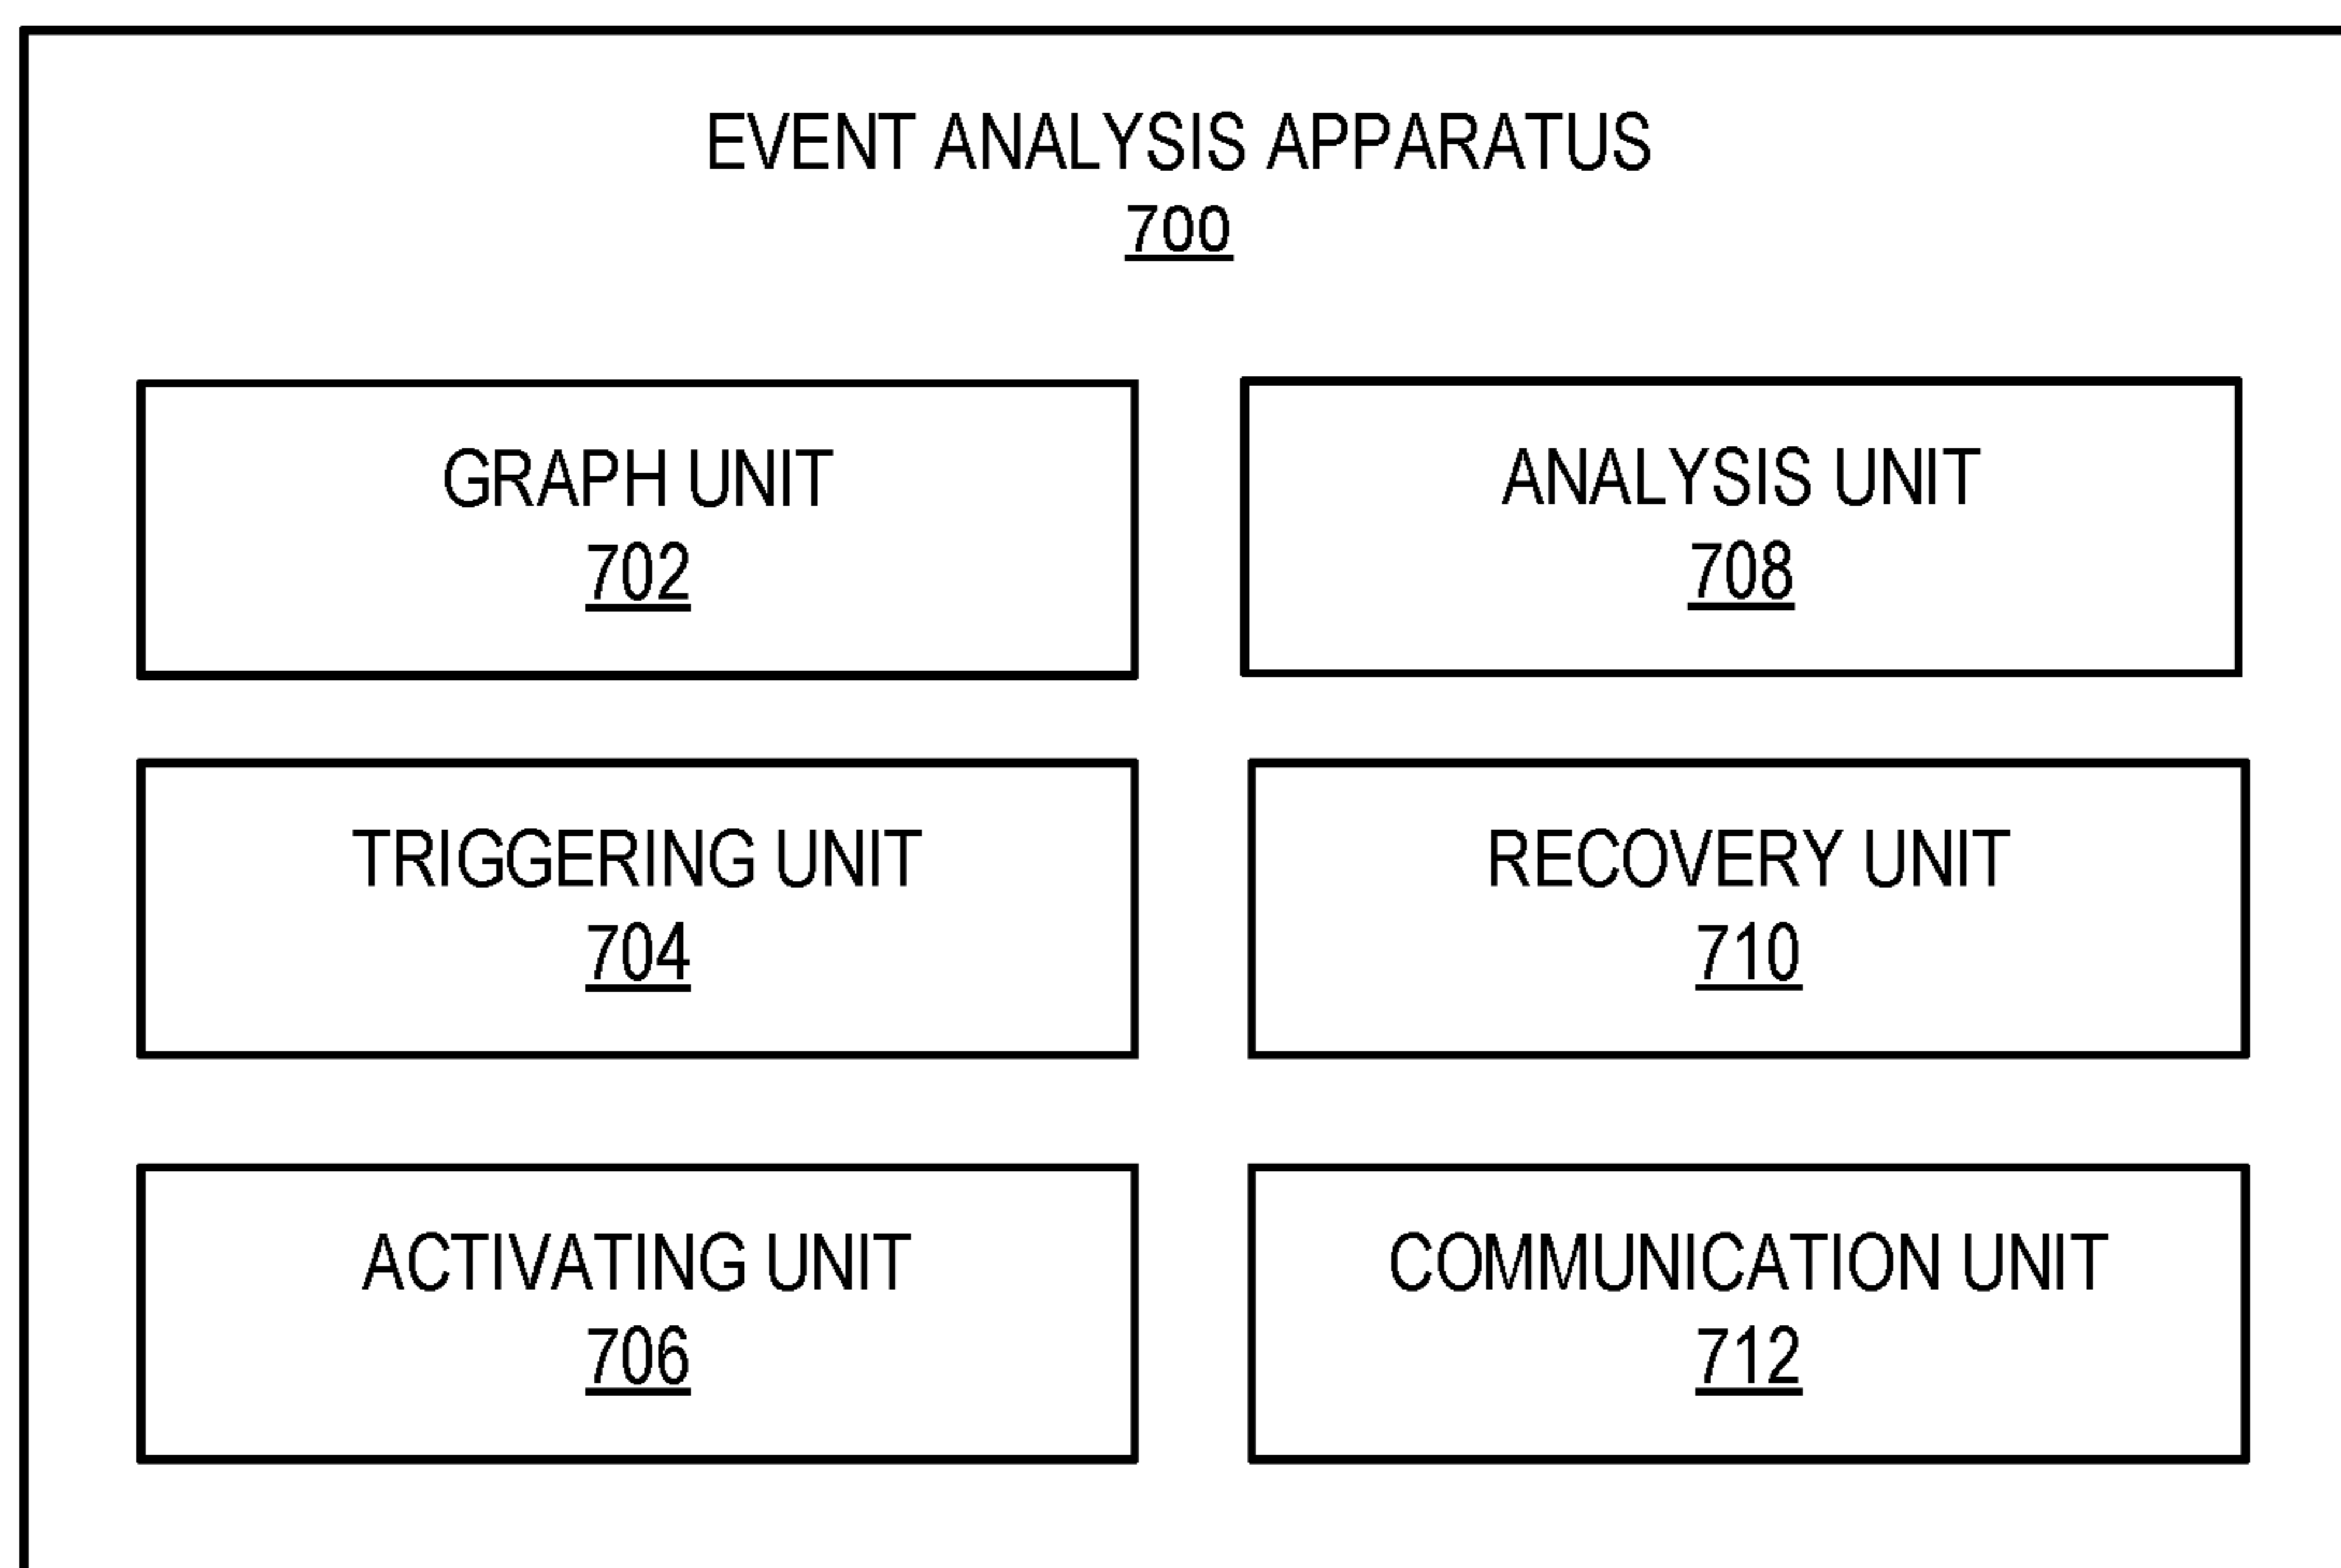 EVENT ANALYSIS APPARATUS
700
GRAPH UNIT
702
ANALYSIS UNIT
708
TRIGGERING UNIT
704
RECOVERY UNIT
710
ACTIVATING UNIT
706
COMMUNICATION UNIT
712